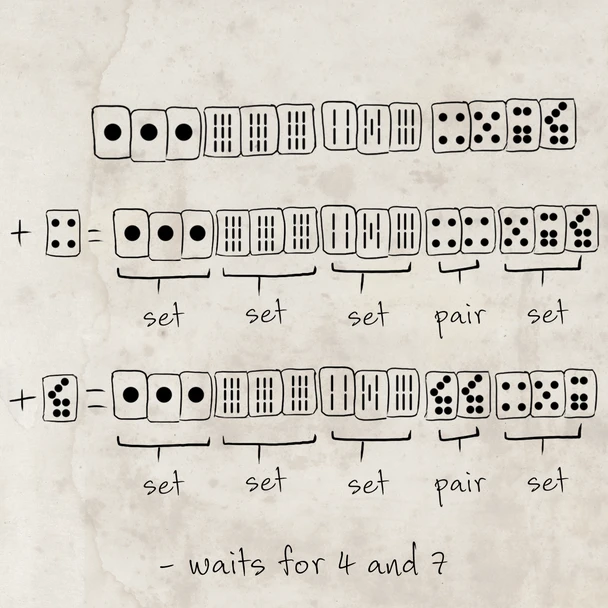 + =
set set set pair set
+ =
set set set pair set
- waits for 4 and 7